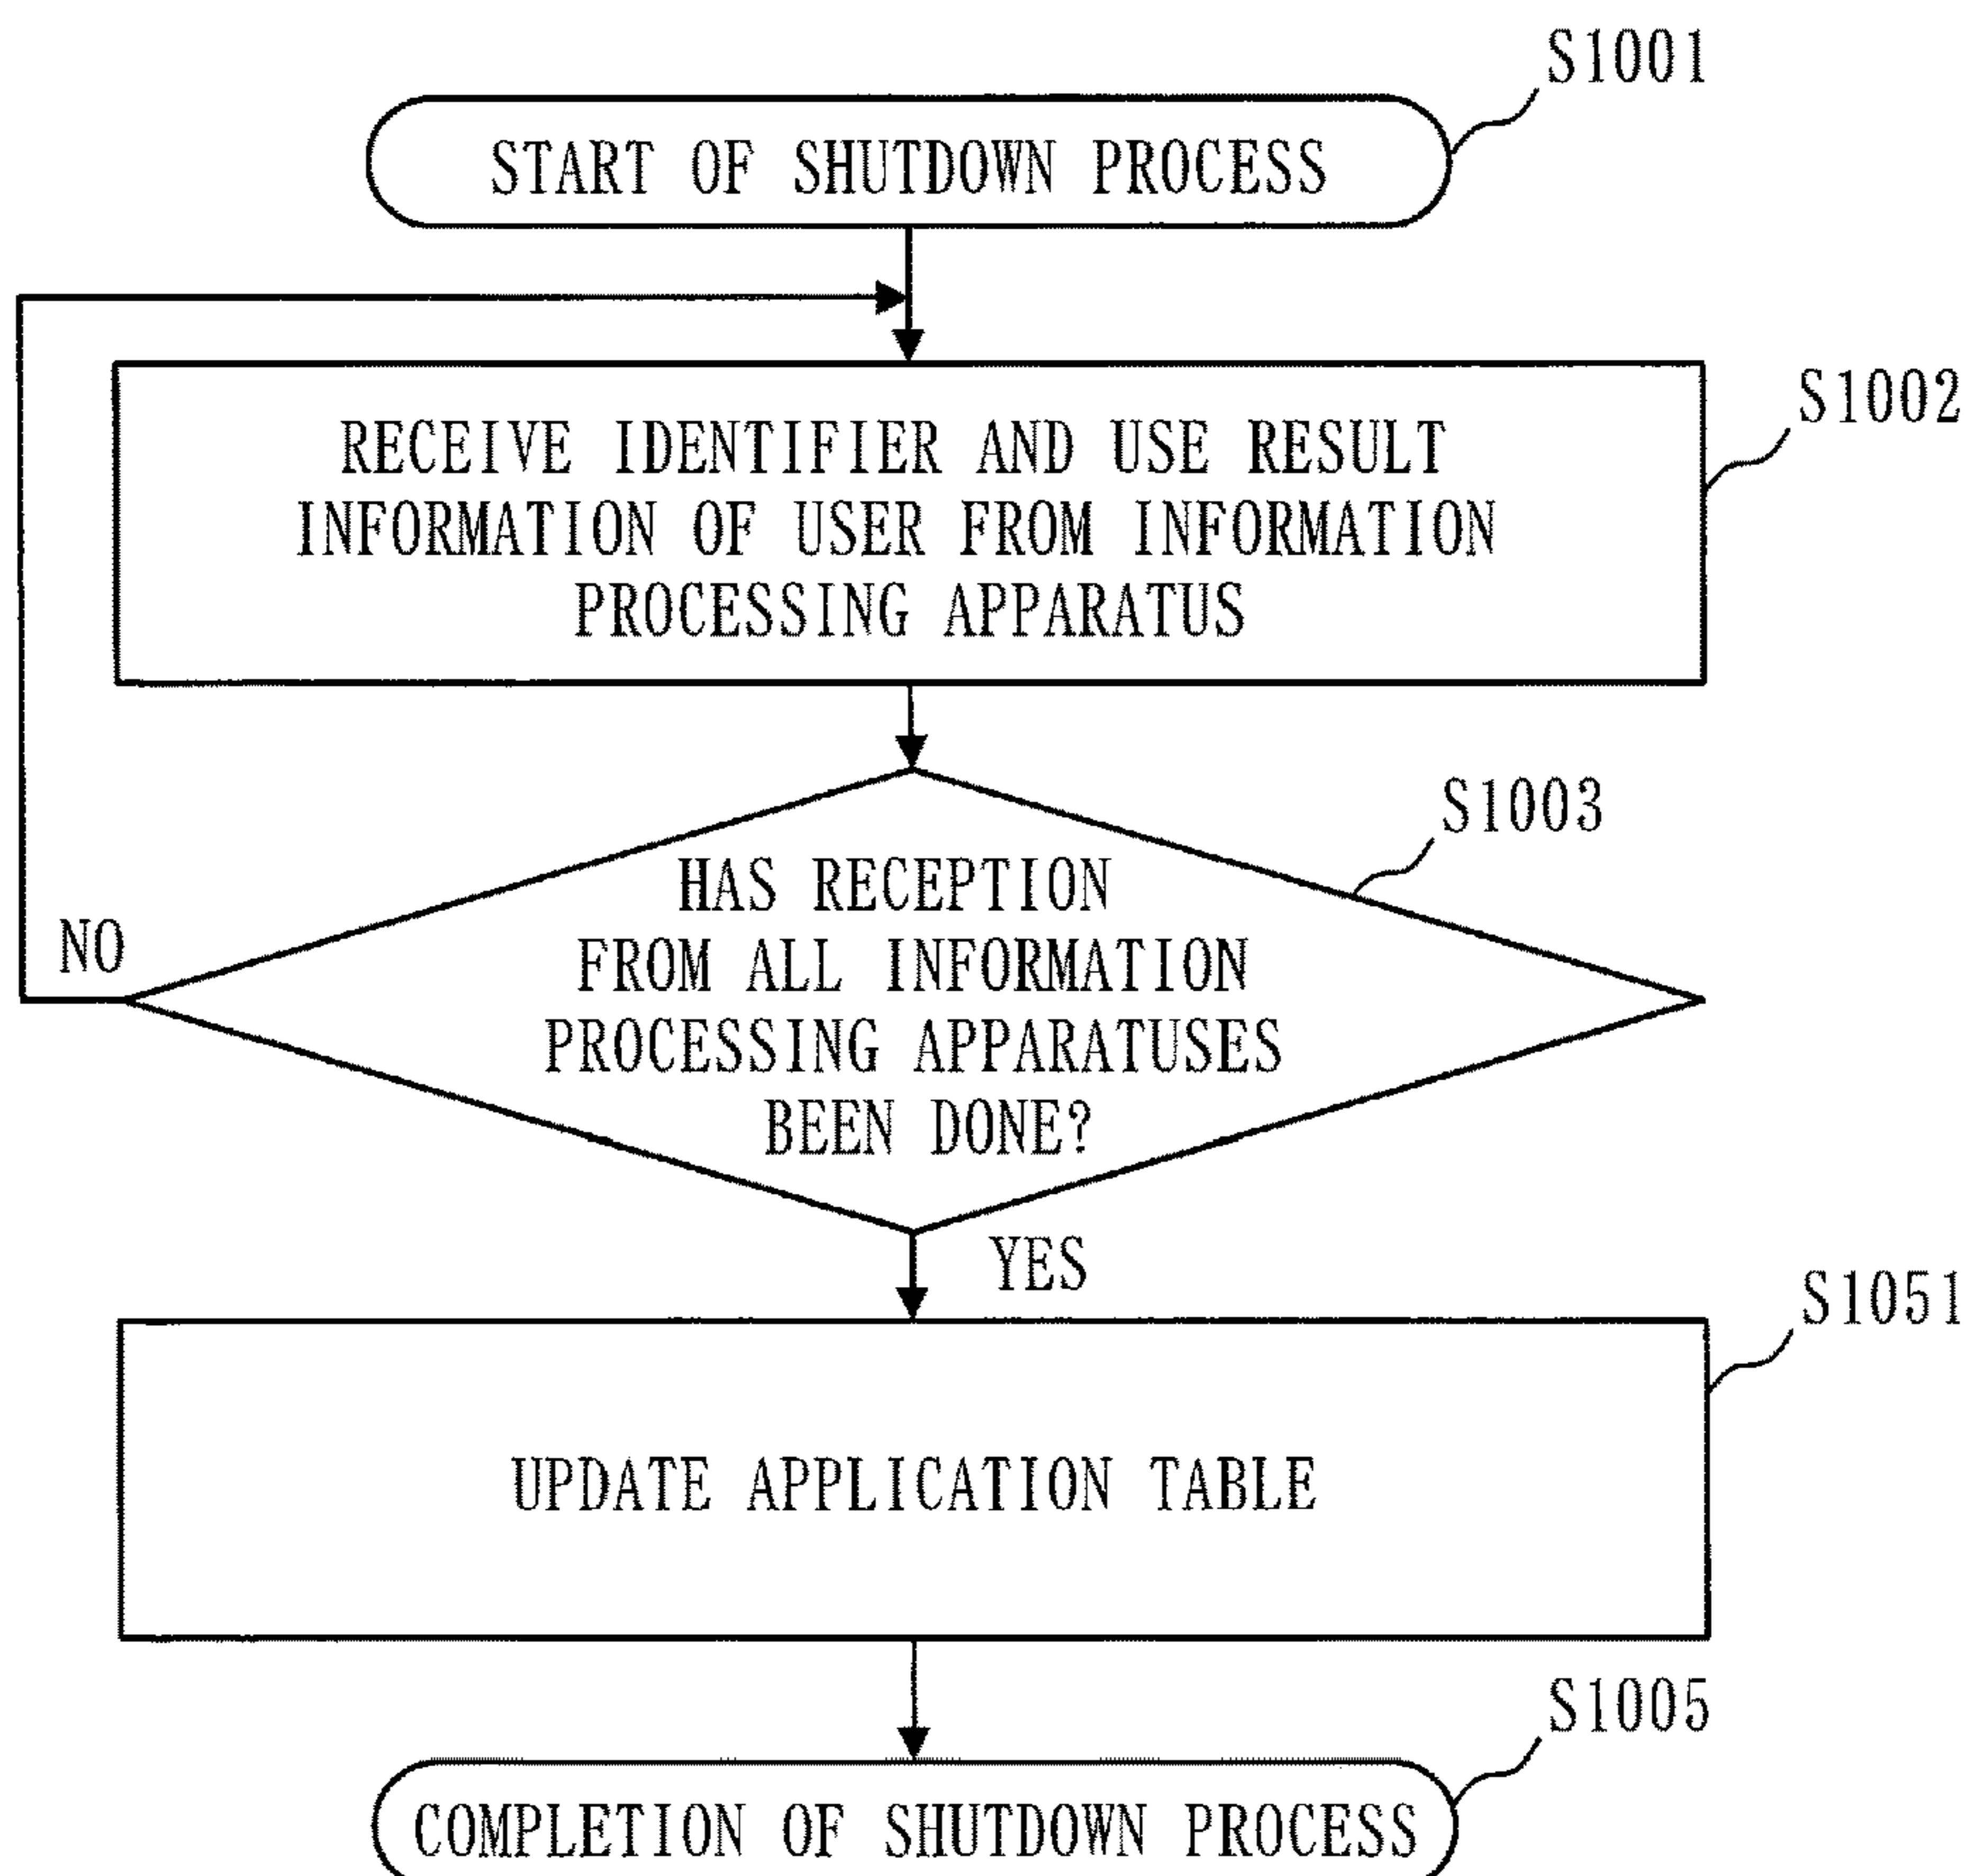 S1001
START OF SHUTDOWN PROCESS
S1002
RECEIVE IDENTIFIER AND USE RESULT
INFORMATION OF USER FROM INFORMATION
PROCESSING APPARATUS
S1003
HAS RECEPTION
FROM ALL INFORMATION
PROCESSING APPARATUSES
BEEN DONE?
NO
YES
S1051
UPDATE APPLICATION TABLE
S1005
COMPLETION OF SHUTDOWN PROCESS